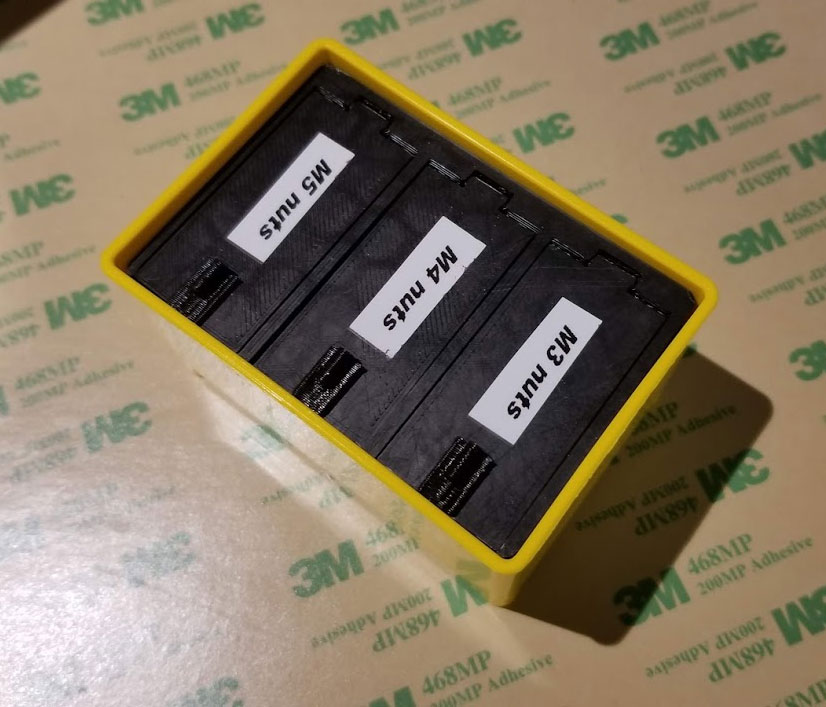 M5 nuts
M4 nuts
M3 nuts
3M 468MP
200MP Adhesive